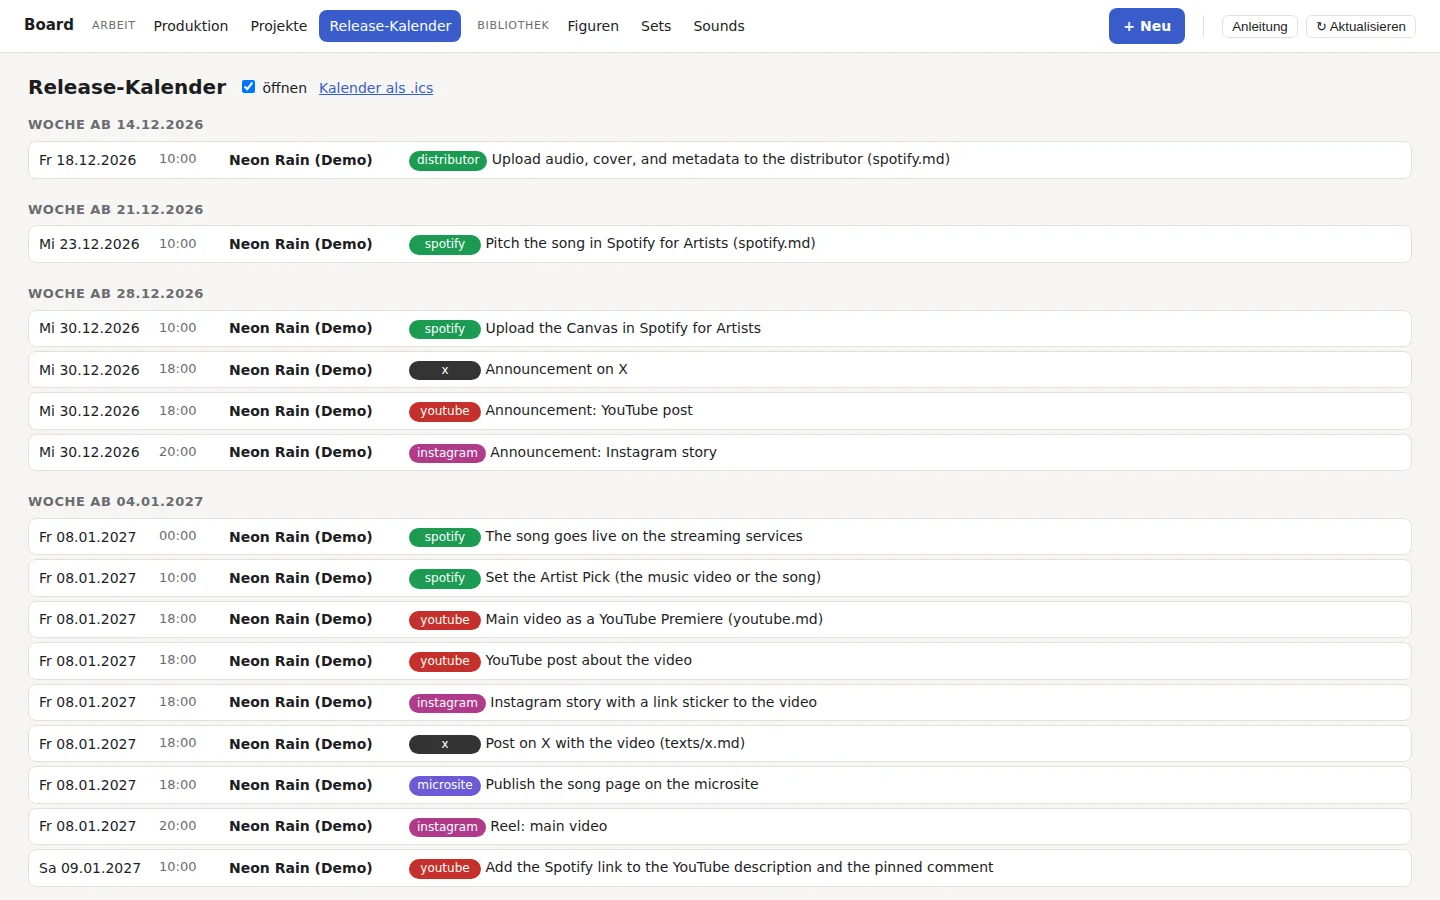 Board ARBEIT Produktion Projekte Release-Kalender BIBLIOTHEK Figuren Sets Sounds + Neu Anleitung ↻ Aktualisieren
Release-Kalender öffnen Kalender als .ics
WOCHE AB 14.12.2026
Fr 18.12.2026 10:00 Neon Rain (Demo) distributor Upload audio, cover, and metadata to the distributor (spotify.md)
WOCHE AB 21.12.2026
Mi 23.12.2026 10:00 Neon Rain (Demo) spotify Pitch the song in Spotify for Artists (spotify.md)
WOCHE AB 28.12.2026
Mi 30.12.2026 10:00 Neon Rain (Demo) spotify Upload the Canvas in Spotify for Artists
Mi 30.12.2026 18:00 Neon Rain (Demo) x Announcement on X
Mi 30.12.2026 18:00 Neon Rain (Demo) youtube Announcement: YouTube post
Mi 30.12.2026 20:00 Neon Rain (Demo) instagram Announcement: Instagram story
WOCHE AB 04.01.2027
Fr 08.01.2027 00:00 Neon Rain (Demo) spotify The song goes live on the streaming services
Fr 08.01.2027 10:00 Neon Rain (Demo) spotify Set the Artist Pick (the music video or the song)
Fr 08.01.2027 18:00 Neon Rain (Demo) youtube Main video as a YouTube Premiere (youtube.md)
Fr 08.01.2027 18:00 Neon Rain (Demo) youtube YouTube post about the video
Fr 08.01.2027 18:00 Neon Rain (Demo) instagram Instagram story with a link sticker to the video
Fr 08.01.2027 18:00 Neon Rain (Demo) x Post on X with the video (texts/x.md)
Fr 08.01.2027 18:00 Neon Rain (Demo) microsite Publish the song page on the microsite
Fr 08.01.2027 20:00 Neon Rain (Demo) instagram Reel: main video
Sa 09.01.2027 10:00 Neon Rain (Demo) youtube Add the Spotify link to the YouTube description and the pinned comment